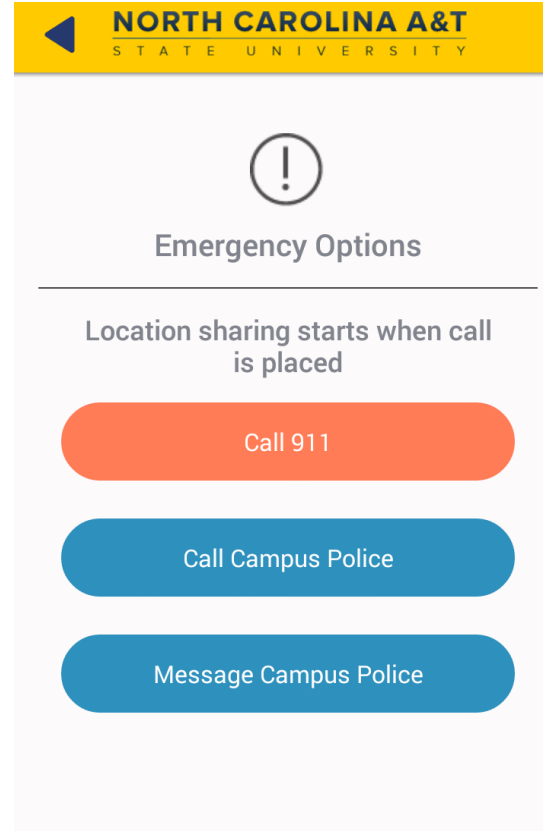 NORTH CAROLINA A&T
STATE UNIVERSITY
!
Emergency Options
Location sharing starts when call
is placed
Call 911
Call Campus Police
Message Campus Police